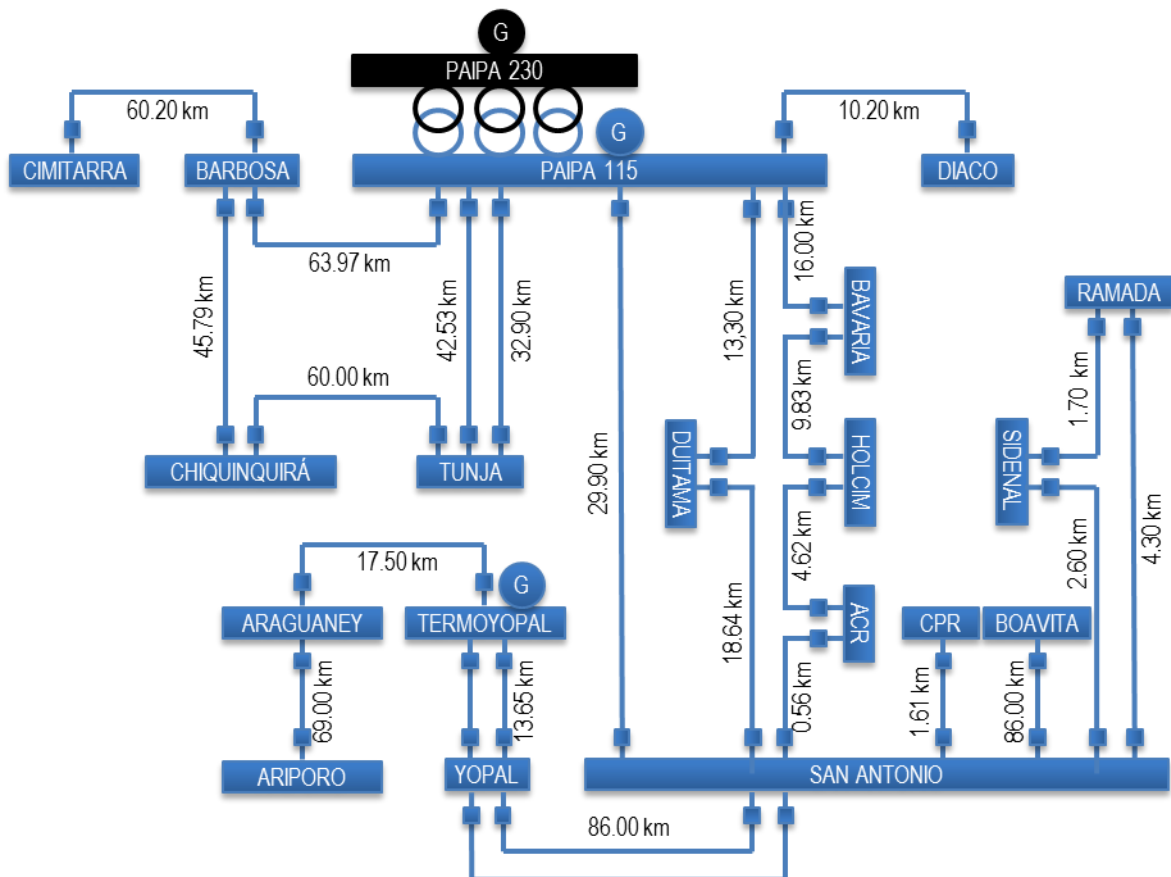 G
PAIPA 230
60.20 km
10.20 km
G
CIMITARRA
BARBOSA
PAIPA 115
DIACO
63.97 km
45.79 km
42.53 km
32.90 km
13,30 km
16.00 km
BAVARIA
RAMADA
60.00 km
9.83 km
1.70 km
4.30 km
CHIQUINQUIRÁ
TUNJA
29.90 km
DUITAMA
HOLCIM
SIDENAL
17.50 km
4.62 km
2.60 km
G
ARAGUANEY
TERMOYOPAL
18.64 km
ACR
CPR
BOAVITA
69.00 km
13.65 km
0.56 km
1.61 km
86.00 km
ARIPORO
YOPAL
SAN ANTONIO
86.00 km